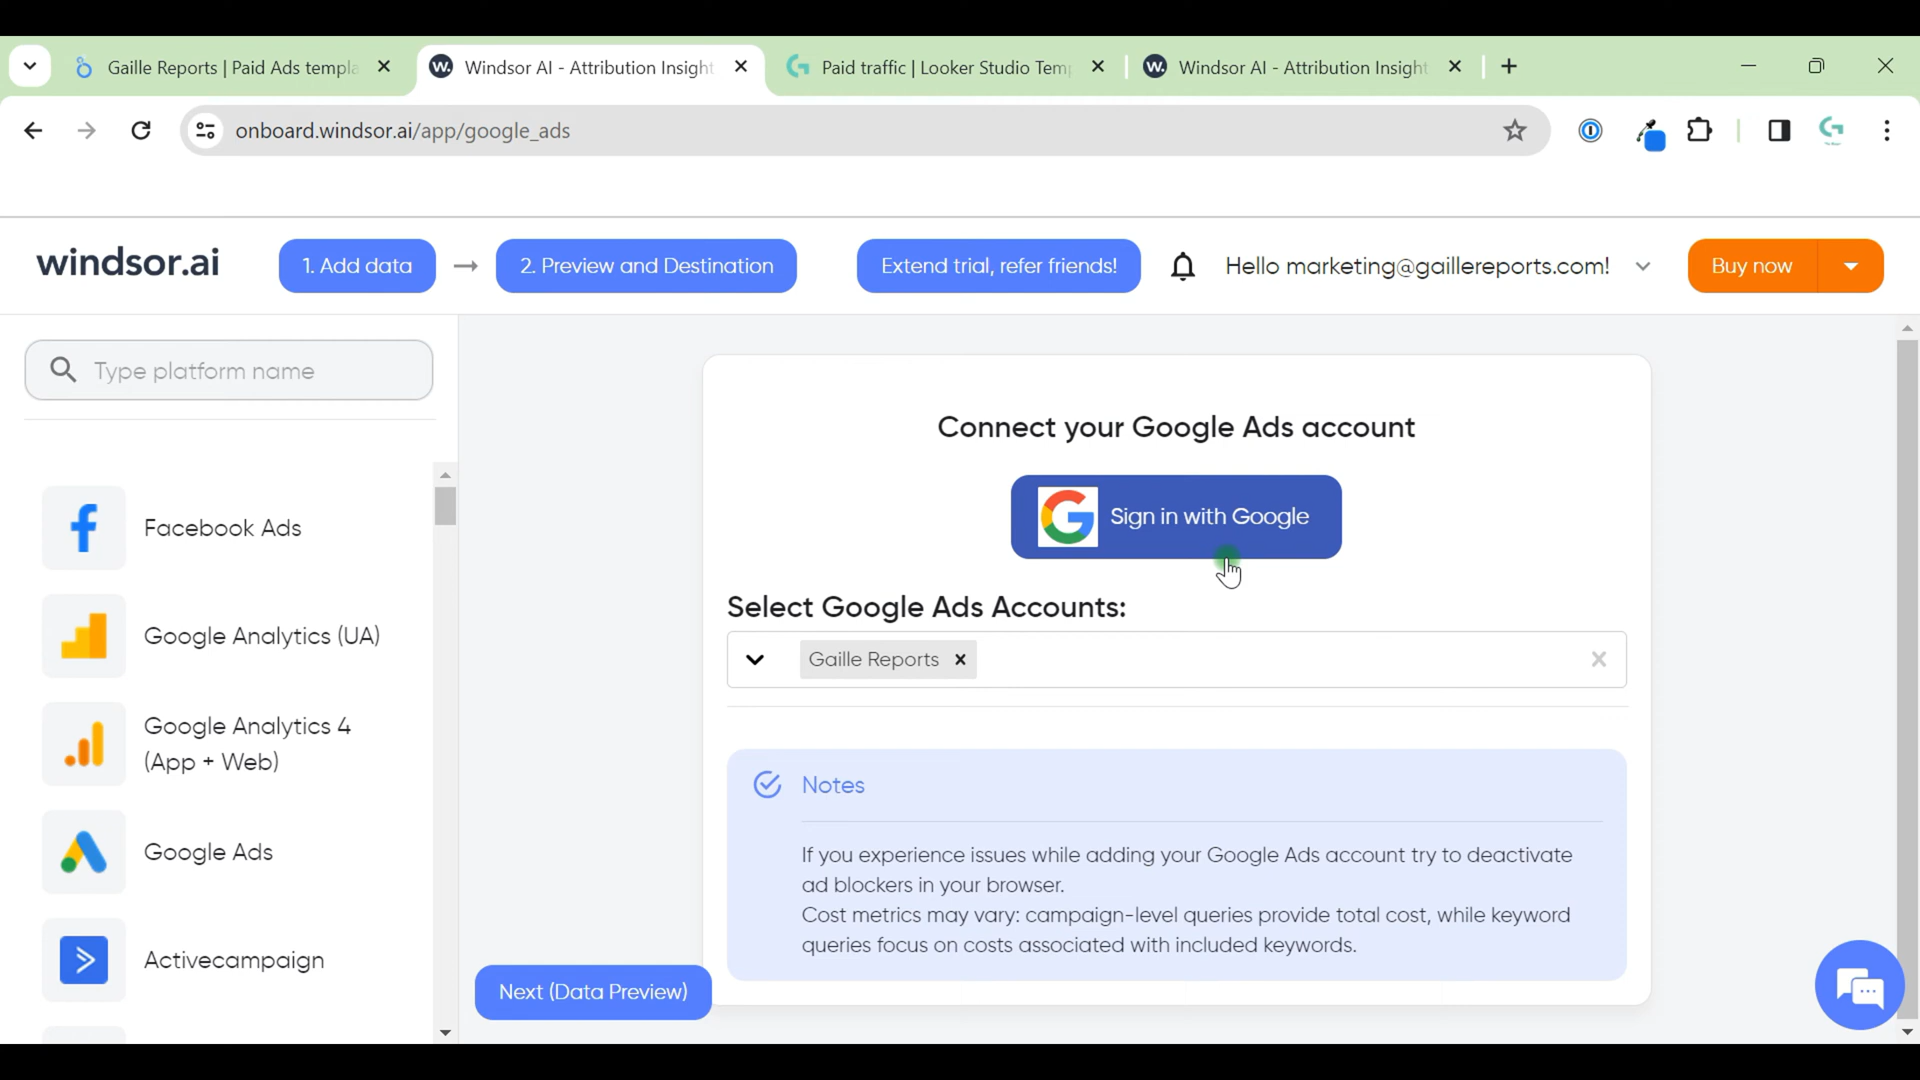 Gaille Reports | Paid Ads templa
Windsor AI - Attribution Insight
Paid traffic | Looker Studio Tem
Windsor AI - Attribution Insight
onboard.windsor.ai/app/google_ads
windsor.ai
1. Add data
2. Preview and Destination
Extend trial, refer friends!
Hello marketing@gaillereports.com!
Buy now
Type platform name
Facebook Ads
Google Analytics (UA)
Google Analytics 4
(App + Web)
Google Ads
Activecampaign
Connect your Google Ads account
Sign in with Google
Select Google Ads Accounts:
Gaille Reports
Notes
If you experience issues while adding your Google Ads account try to deactivate
ad blockers in your browser.
Cost metrics may vary: campaign-level queries provide total cost, while keyword
queries focus on costs associated with included keywords.
Next (Data Preview)